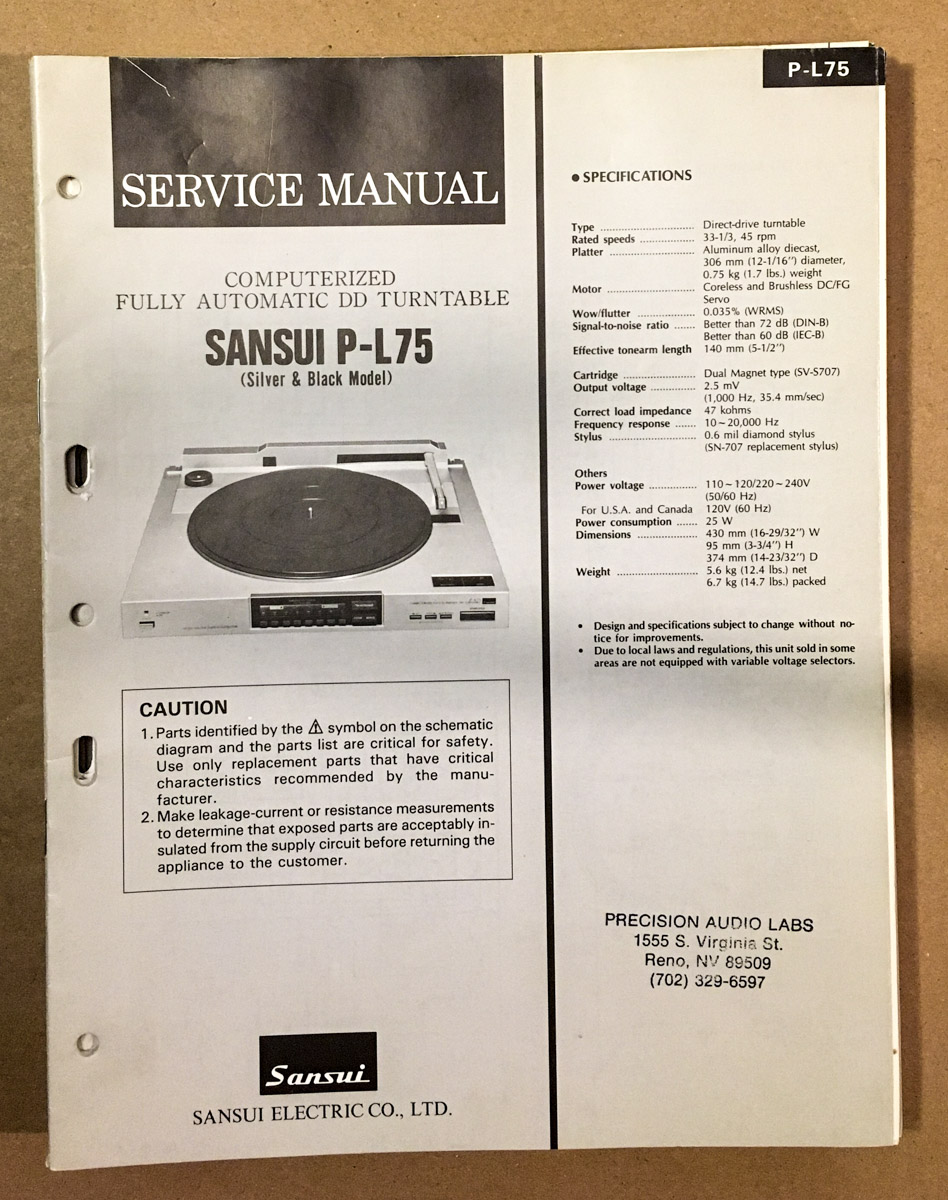 P-L75
SERVICE MANUAL
COMPUTERIZED
FULLY AUTOMATIC DD TURNTABLE
SANSUI P-L75
(Silver & Black Model)
CAUTION
1. Parts identified by the ⚠ symbol on the schematic
diagram and the parts list are critical for safety.
Use only replacement parts that have critical
characteristics recommended by the manu-
facturer.
2. Make leakage-current or resistance measurements
to determine that exposed parts are acceptably in-
sulated from the supply circuit before returning the
appliance to the customer.
Sansui
SANSUI ELECTRIC CO., LTD.
● SPECIFICATIONS
Type ............................ Direct-drive turntable
Rated speeds ................ 33-1/3, 45 rpm
Platter ......................... Aluminum alloy diecast,
306 mm (12-1/16") diameter,
0.75 kg (1.7 lbs.) weight
Motor .......................... Coreless and Brushless DC/FG
Servo
Wow/flutter ................. 0.035% (WRMS)
Signal-to-noise ratio ...... Better than 72 dB (DIN-B)
Better than 60 dB (IEC-B)
Effective tonearm length 140 mm (5-1/2")
Cartridge ..................... Dual Magnet type (SV-S707)
Output voltage ............. 2.5 mV
(1,000 Hz, 35.4 mm/sec)
Correct load impedance 47 kohms
Frequency response ...... 10~20,000 Hz
Stylus .......................... 0.6 mil diamond stylus
(SN-707 replacement stylus)
Others
Power voltage .............. 110~120/220~240V
(50/60 Hz)
For U.S.A. and Canada 120V (60 Hz)
Power consumption ...... 25 W
Dimensions .................. 430 mm (16-29/32") W
95 mm (3-3/4") H
374 mm (14-23/32") D
Weight ........................ 5.6 kg (12.4 lbs.) net
6.7 kg (14.7 lbs.) packed
• Design and specifications subject to change without no-
tice for improvements.
• Due to local laws and regulations, this unit sold in some
areas are not equipped with variable voltage selectors.
PRECISION AUDIO LABS
1555 S. Virginia St.
Reno, NV 89509
(702) 329-6597